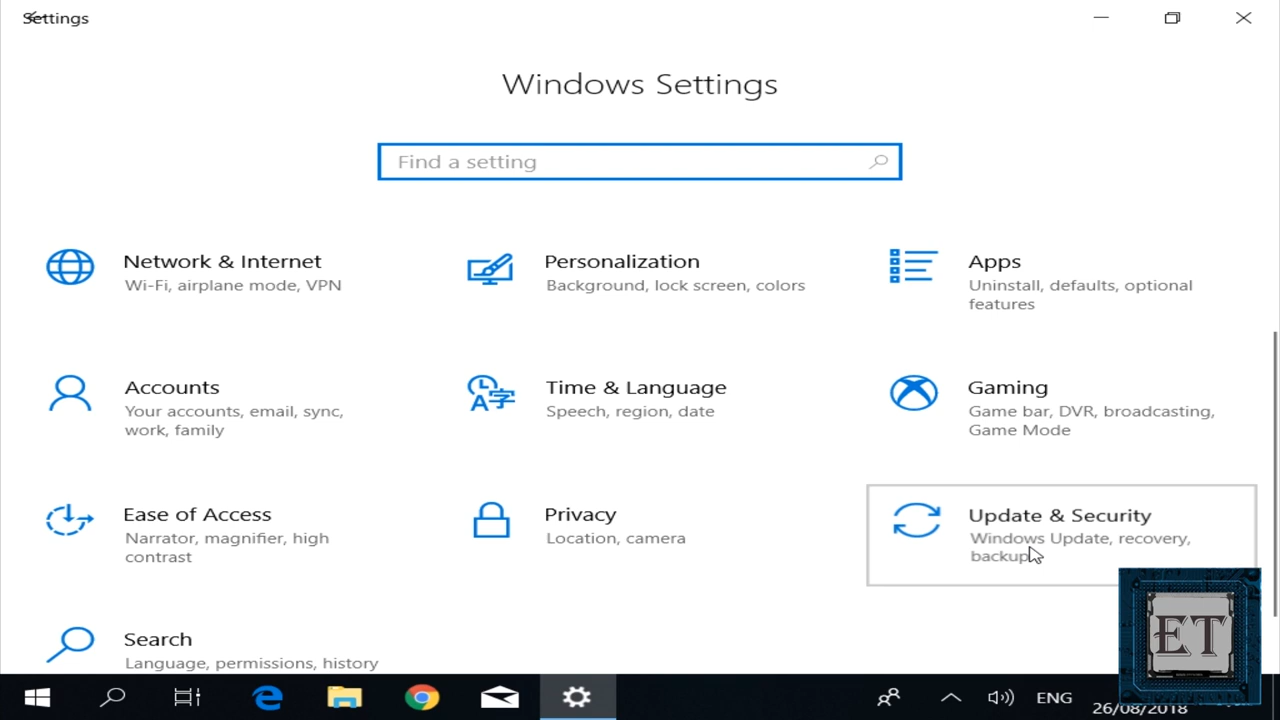 Settings
Windows Settings
Find a setting
Network & Internet
Wi-Fi, airplane mode, VPN
Personalization
Background, lock screen, colors
Apps
Uninstall, defaults, optional
features
Accounts
Your accounts, email, sync,
work, family
Time & Language
Speech, region, date
Gaming
Game bar, DVR, broadcasting,
Game Mode
Ease of Access
Narrator, magnifier, high
contrast
Privacy
Location, camera
Update & Security
Windows Update, recovery,
backup
Search
Language, permissions, history
ET
ENG
26/08/2018